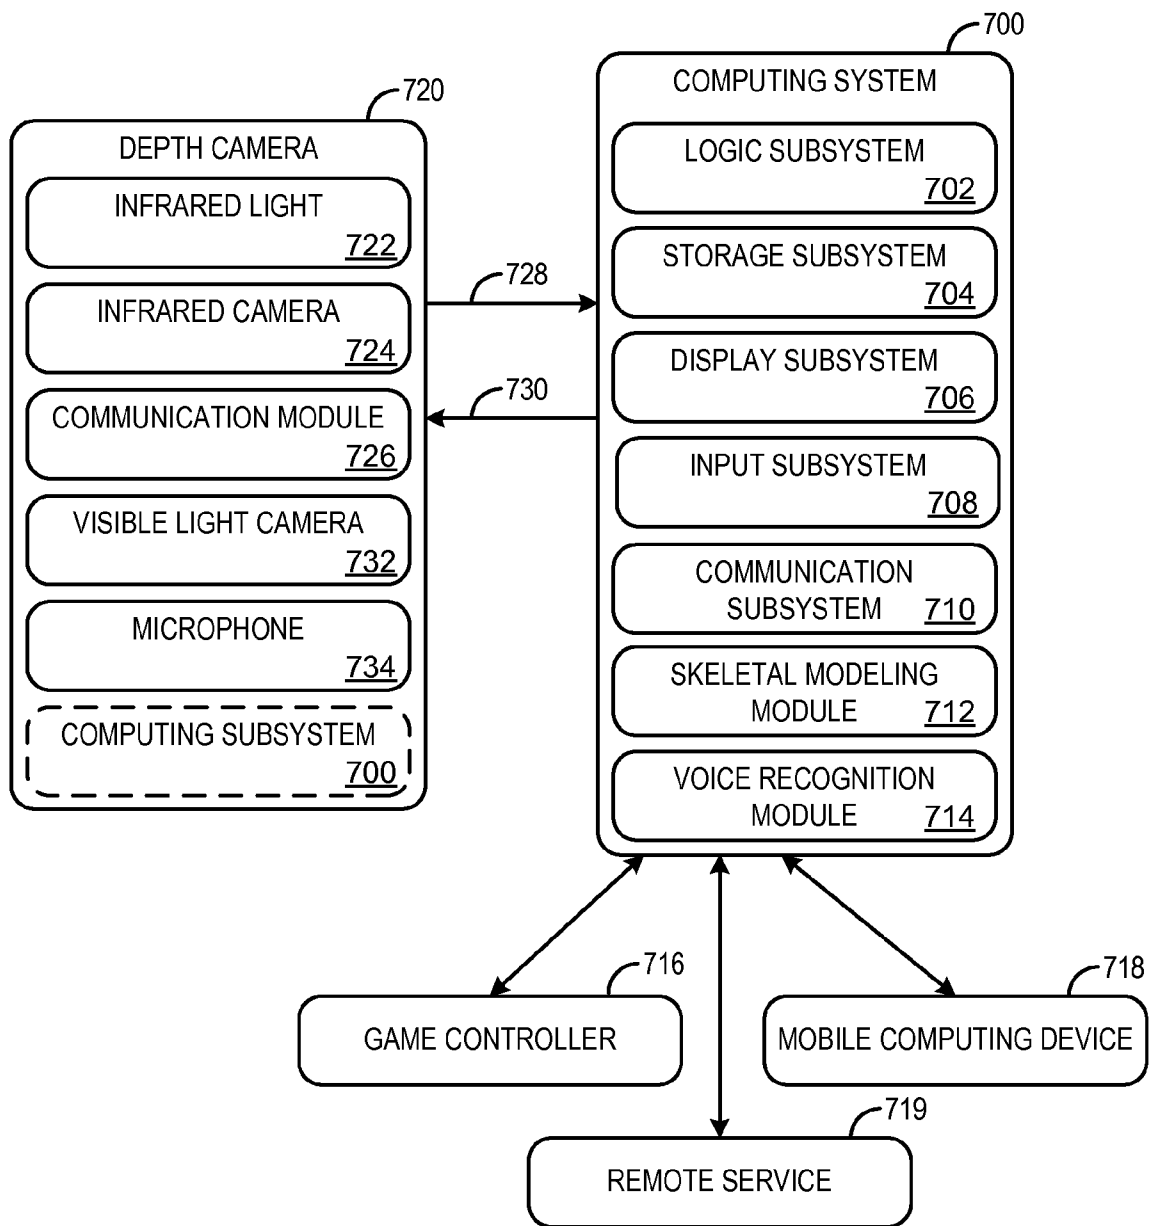 700
COMPUTING SYSTEM
LOGIC SUBSYSTEM
702
STORAGE SUBSYSTEM
704
DISPLAY SUBSYSTEM
706
INPUT SUBSYSTEM
708
COMMUNICATION
SUBSYSTEM
710
SKELETAL MODELING
MODULE
712
VOICE RECOGNITION
MODULE
714
720
DEPTH CAMERA
INFRARED LIGHT
722
INFRARED CAMERA
724
COMMUNICATION MODULE
726
VISIBLE LIGHT CAMERA
732
MICROPHONE
734
COMPUTING SUBSYSTEM
700
728
730
716
GAME CONTROLLER
718
MOBILE COMPUTING DEVICE
719
REMOTE SERVICE